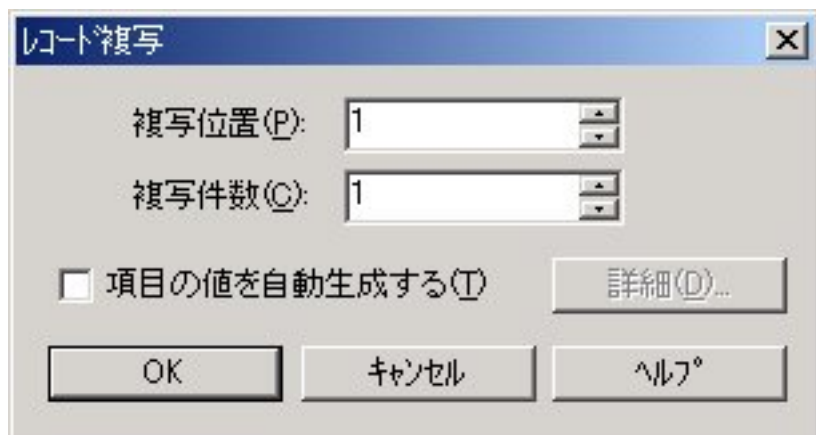 ﾚｺｰﾄﾞ複写
複写位置(P): 1
複写件数(C): 1
項目の値を自動生成する(T) 詳細(D)...
OK ｷｬﾝｾﾙ ﾍﾙﾌﾟ